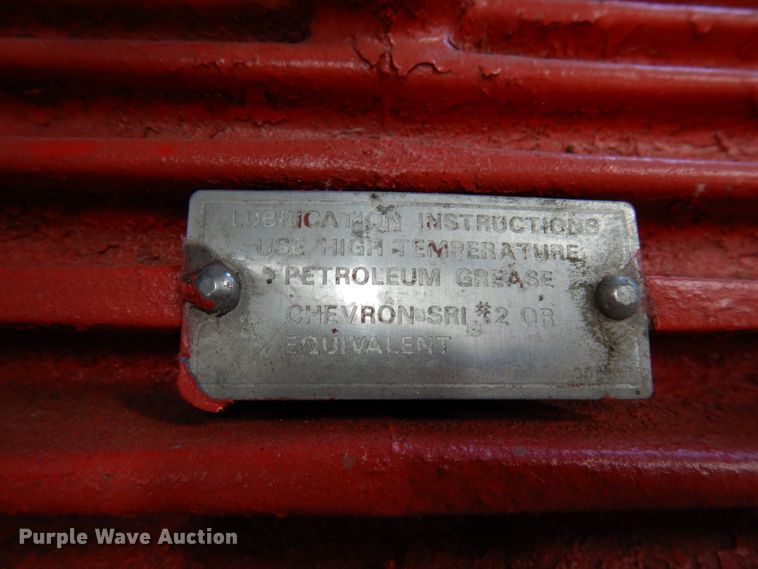 LUBRICATION INSTRUCTIONS
USE HIGH TEMPERATURE
PETROLEUM GREASE
CHEVRON SRI #2 OR
EQUIVALENT
Purple Wave Auction